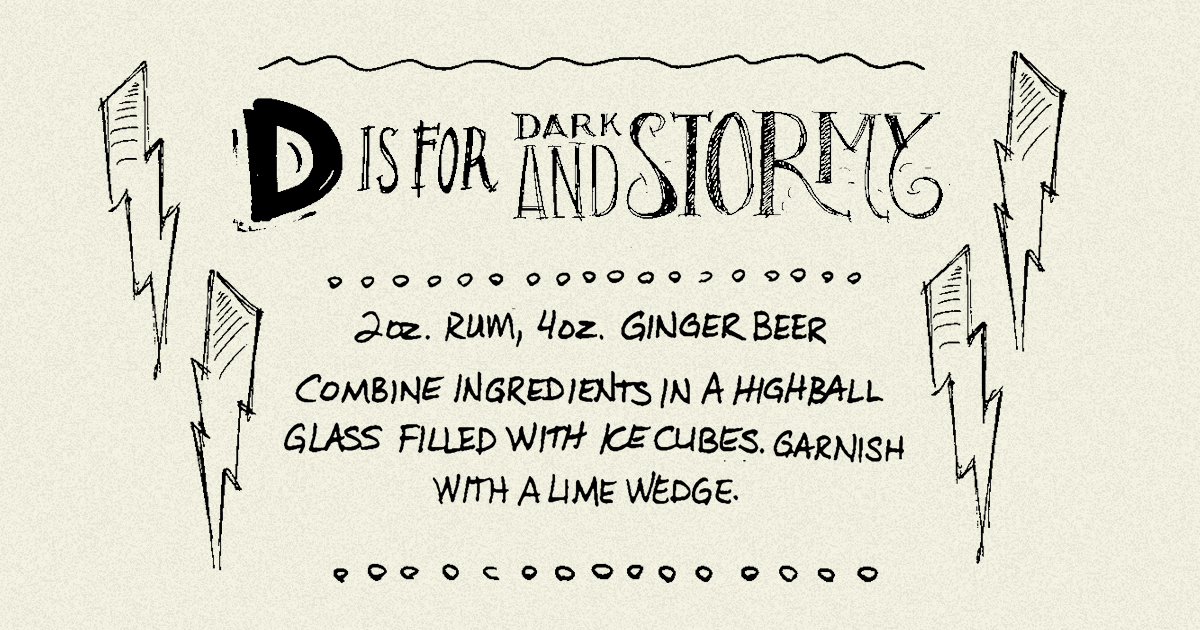 D IS FOR DARK AND STORMY
2oz. RUM, 4oz. GINGER BEER
COMBINE INGREDIENTS IN A HIGHBALL
GLASS FILLED WITH ICE CUBES. GARNISH
WITH A LIME WEDGE.